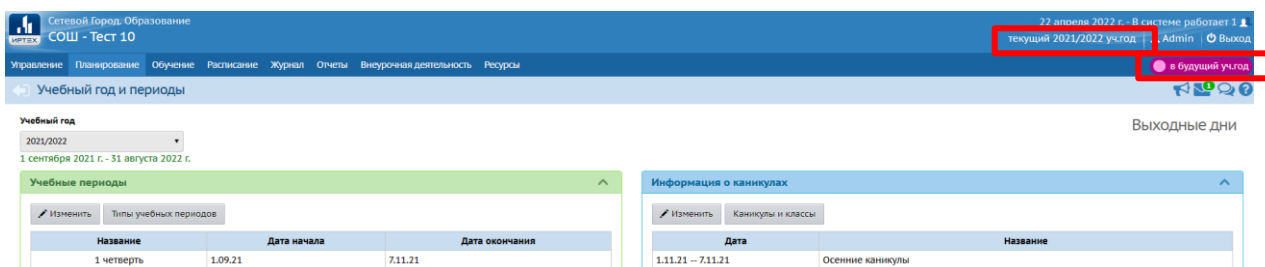 Сетевой Город. Образование
22 апреля 2022 г. - В системе работает 1
ИРТЕХ
СОШ - Тест 10
текущий 2021/2022 уч.год
Admin
Выход
Управление Планирование Обучение Расписание Журнал Отчеты Внеурочная деятельность Ресурсы
в будущий уч.год
Учебный год и периоды
1
Учебный год
Выходные дни
2021/2022
1 сентября 2021 г. - 31 августа 2022 г.
Учебные периоды
Информация о каникулах
Изменить Типы учебных периодов
Изменить Каникулы и классы
Название Дата начала Дата окончания
Дата Название
1 четверть 1.09.21 7.11.21
1.11.21 -- 7.11.21 Осенние каникулы